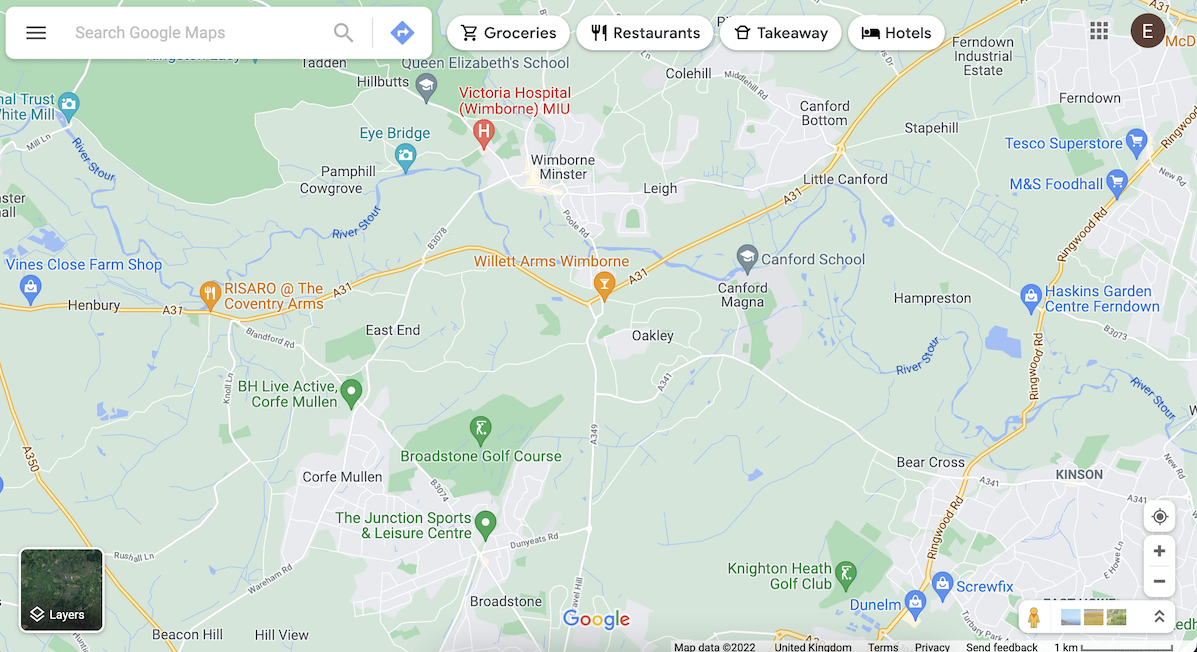 Search Google Maps
Groceries
Restaurants
Takeaway
Hotels
E
McD
A31
Tadden
Queen Elizabeth's School
Hillbutts
Colehill
Middlehill Rd
Ferndown
Industrial
Estate
nal Trust
hite Mill
Mill Ln
Victoria Hospital
(Wimborne) MIU
H
Canford
Bottom
Ferndown
Ringwood
Eye Bridge
Stapehill
Tesco Superstore
River Stour
Wimborne
Minster
Pamphill
Cowgrove
Leigh
Little Canford
M&S Foodhall
New Rd
A31
Poole Rd
River Stour
B3078
Ringwood Rd
Vines Close Farm Shop
Willett Arms Wimborne
A31
Canford School
RISARO @ The
Coventry Arms
A31
Canford
Magna
Hampreston
Haskins Garden
Centre Ferndown
Henbury
A31
Blandford Rd
East End
Oakley
B3073
River Stour
Ringwood Rd
Knoll Ln
BH Live Active,
Corfe Mullen
A341
River Stour
A349
A350
Broadstone Golf Course
Bear Cross
New Rd
Corfe Mullen
B3074
A341
KINSON
A341
The Junction Sports
& Leisure Centre
Dunyeats Rd
Ringwood Rd
Rushall Ln
Wareham Rd
E Howe Ln
Knighton Heath
Golf Club
Screwfix
Layers
Broadstone
Dunelm
Beacon Hill
Hill View
Google
Map data ©2022
United Kingdom
Terms
Privacy
Send feedback
1 km